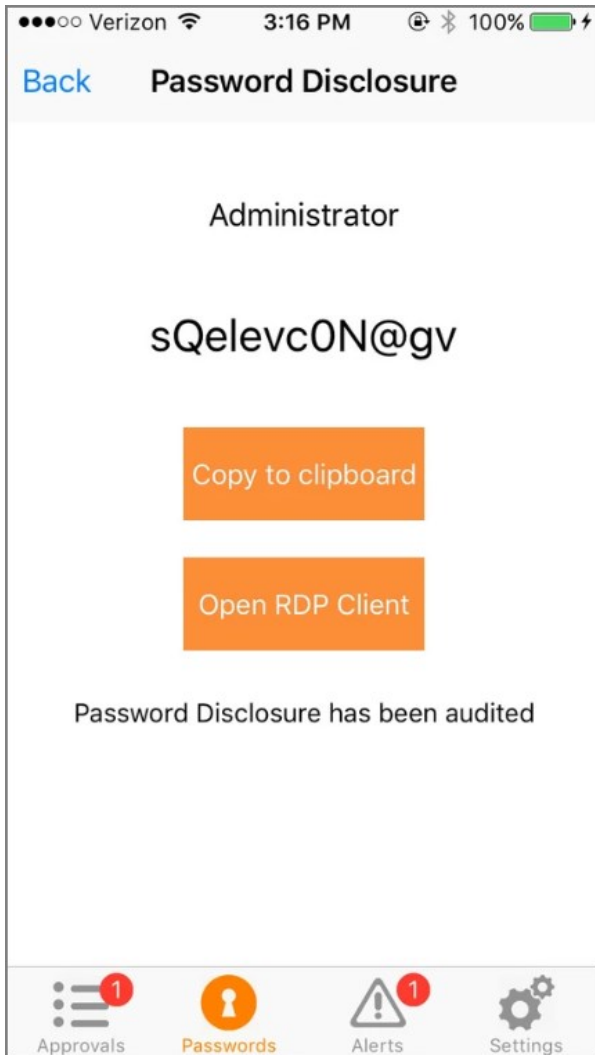 ●●●○○ Verizon 3:16 PM 100%
Back Password Disclosure
Administrator
sQelevc0N@gv
Copy to clipboard
Open RDP Client
Password Disclosure has been audited
1 1
Approvals Passwords Alerts Settings